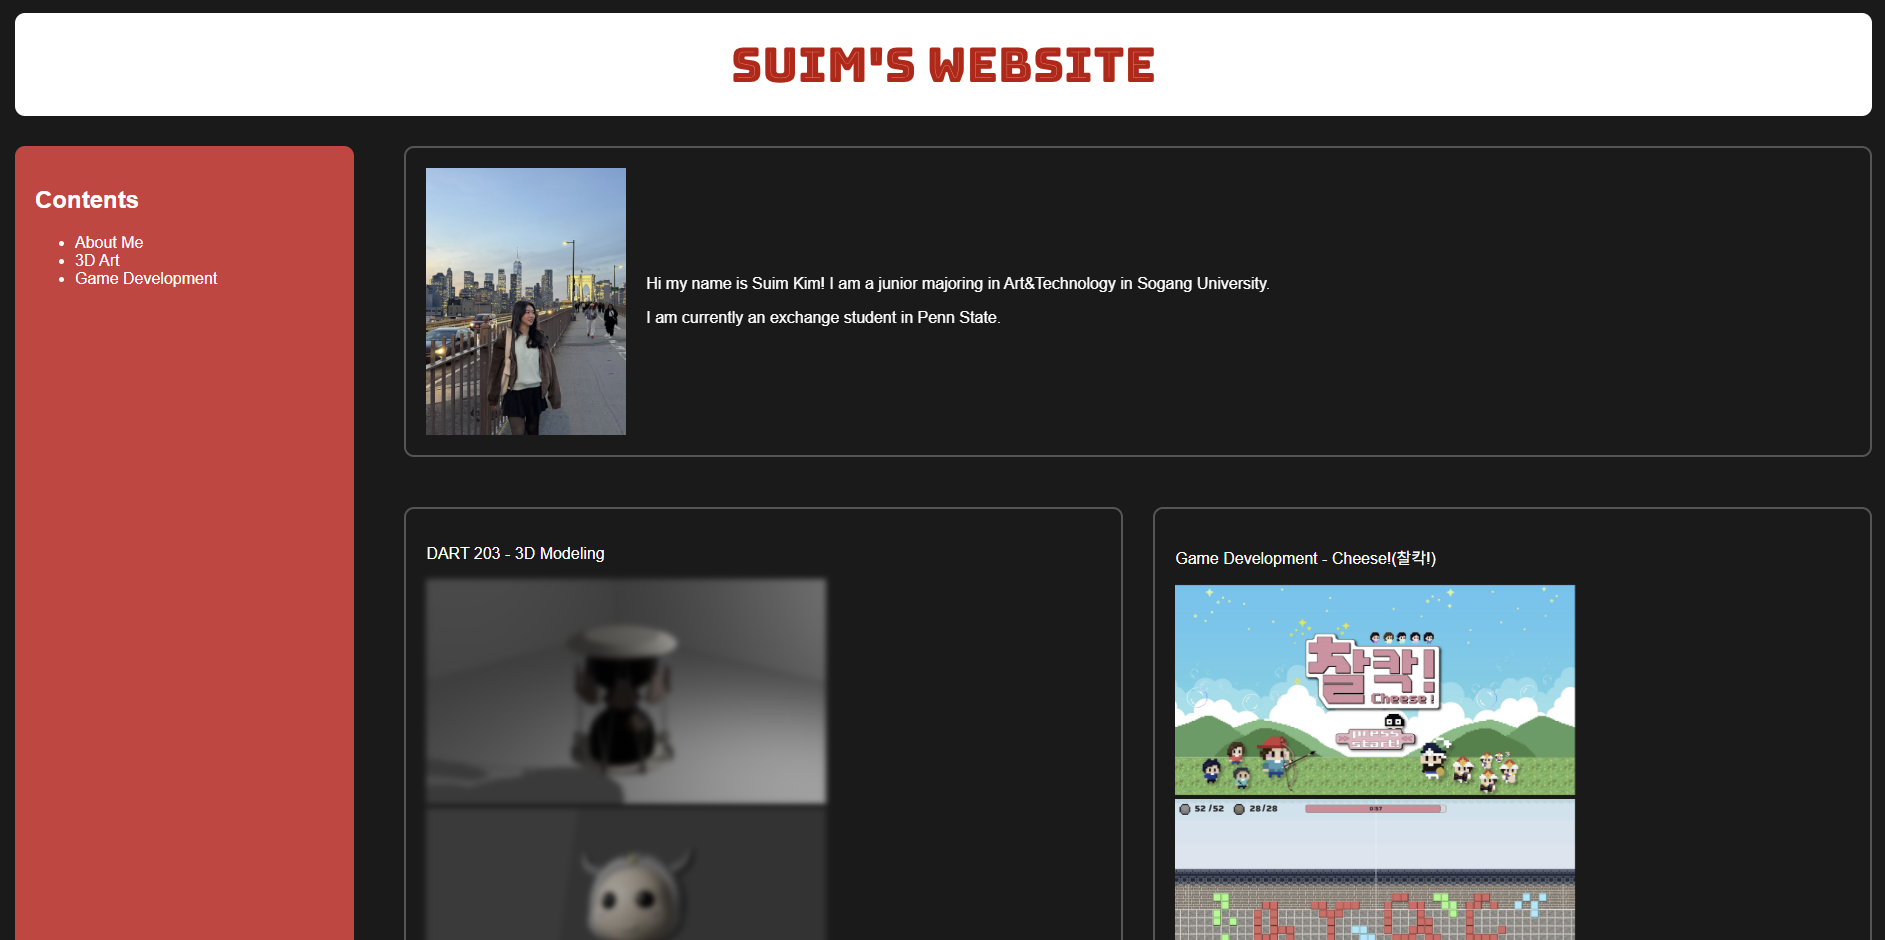 SUIM'S WEBSITE
Contents
About Me
3D Art
Game Development
Hi my name is Suim Kim! I am a junior majoring in Art&Technology in Sogang University.
I am currently an exchange student in Penn State.
DART 203 - 3D Modeling
Game Development - Cheese!(찰칵!)
찰칵!
Cheese!
press
start!
52 /52
28/28
0:57